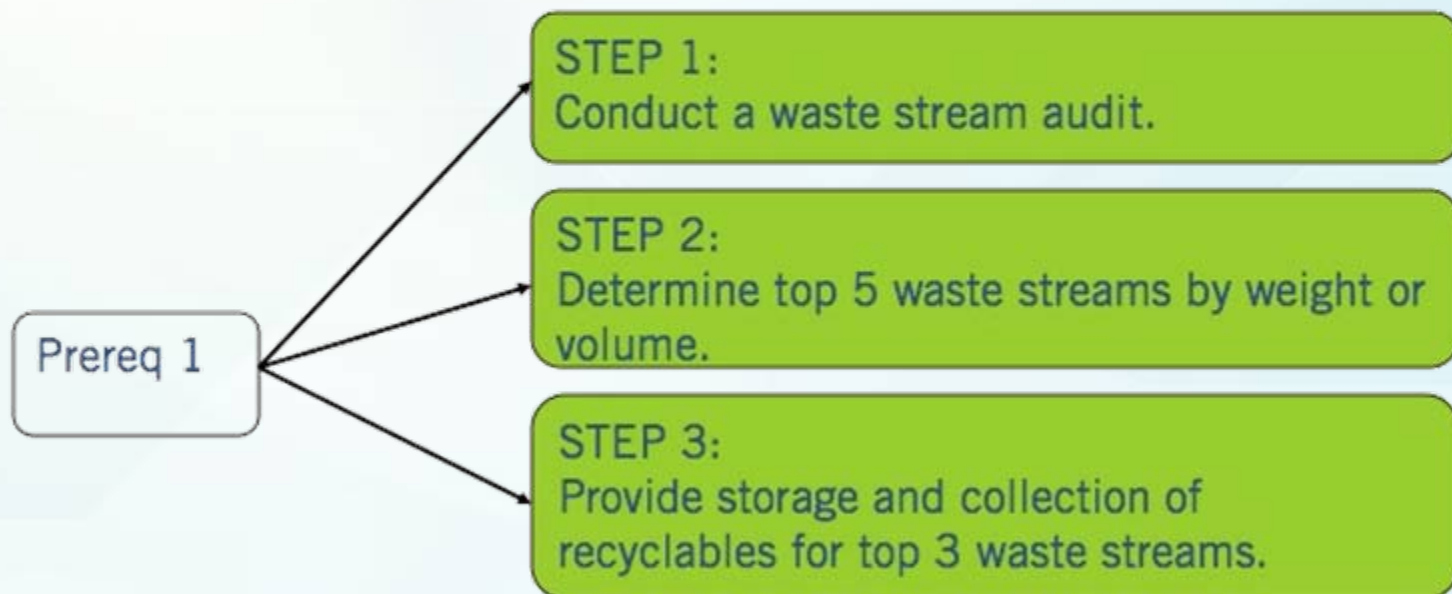 Prereq 1
STEP 1:
Conduct a waste stream audit.
STEP 2:
Determine top 5 waste streams by weight or
volume.
STEP 3:
Provide storage and collection of
recyclables for top 3 waste streams.